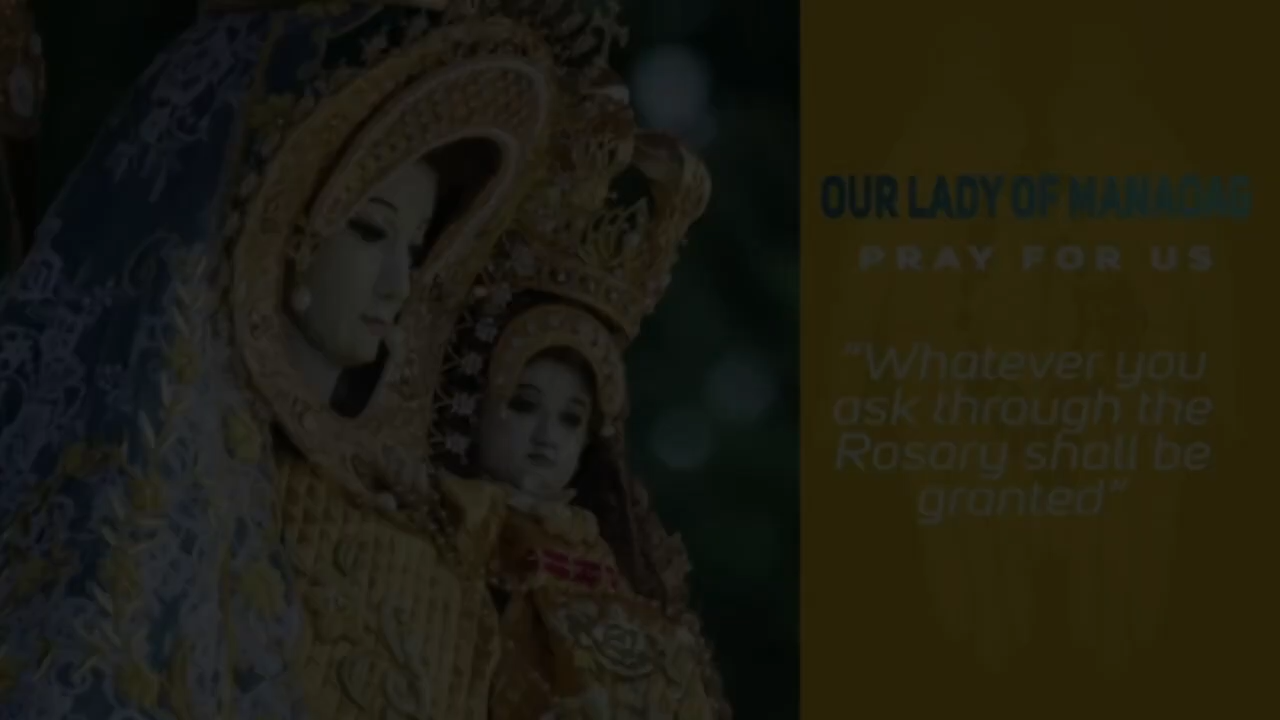 OUR LADY OF MANAOAG
PRAY FOR US
“Whatever you
ask through the
Rosary shall be
granted”